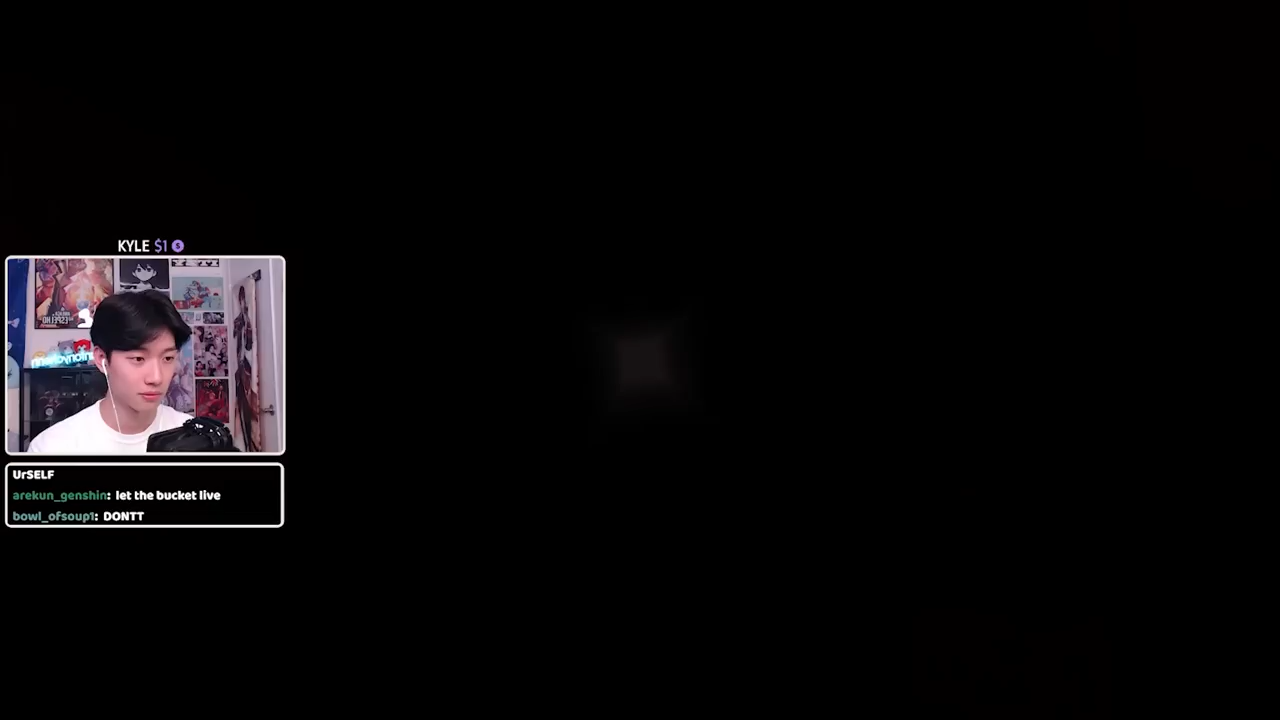 KYLE $1
UrSELF
arekun_genshin: let the bucket live
bowl_ofsoup1: DONTT